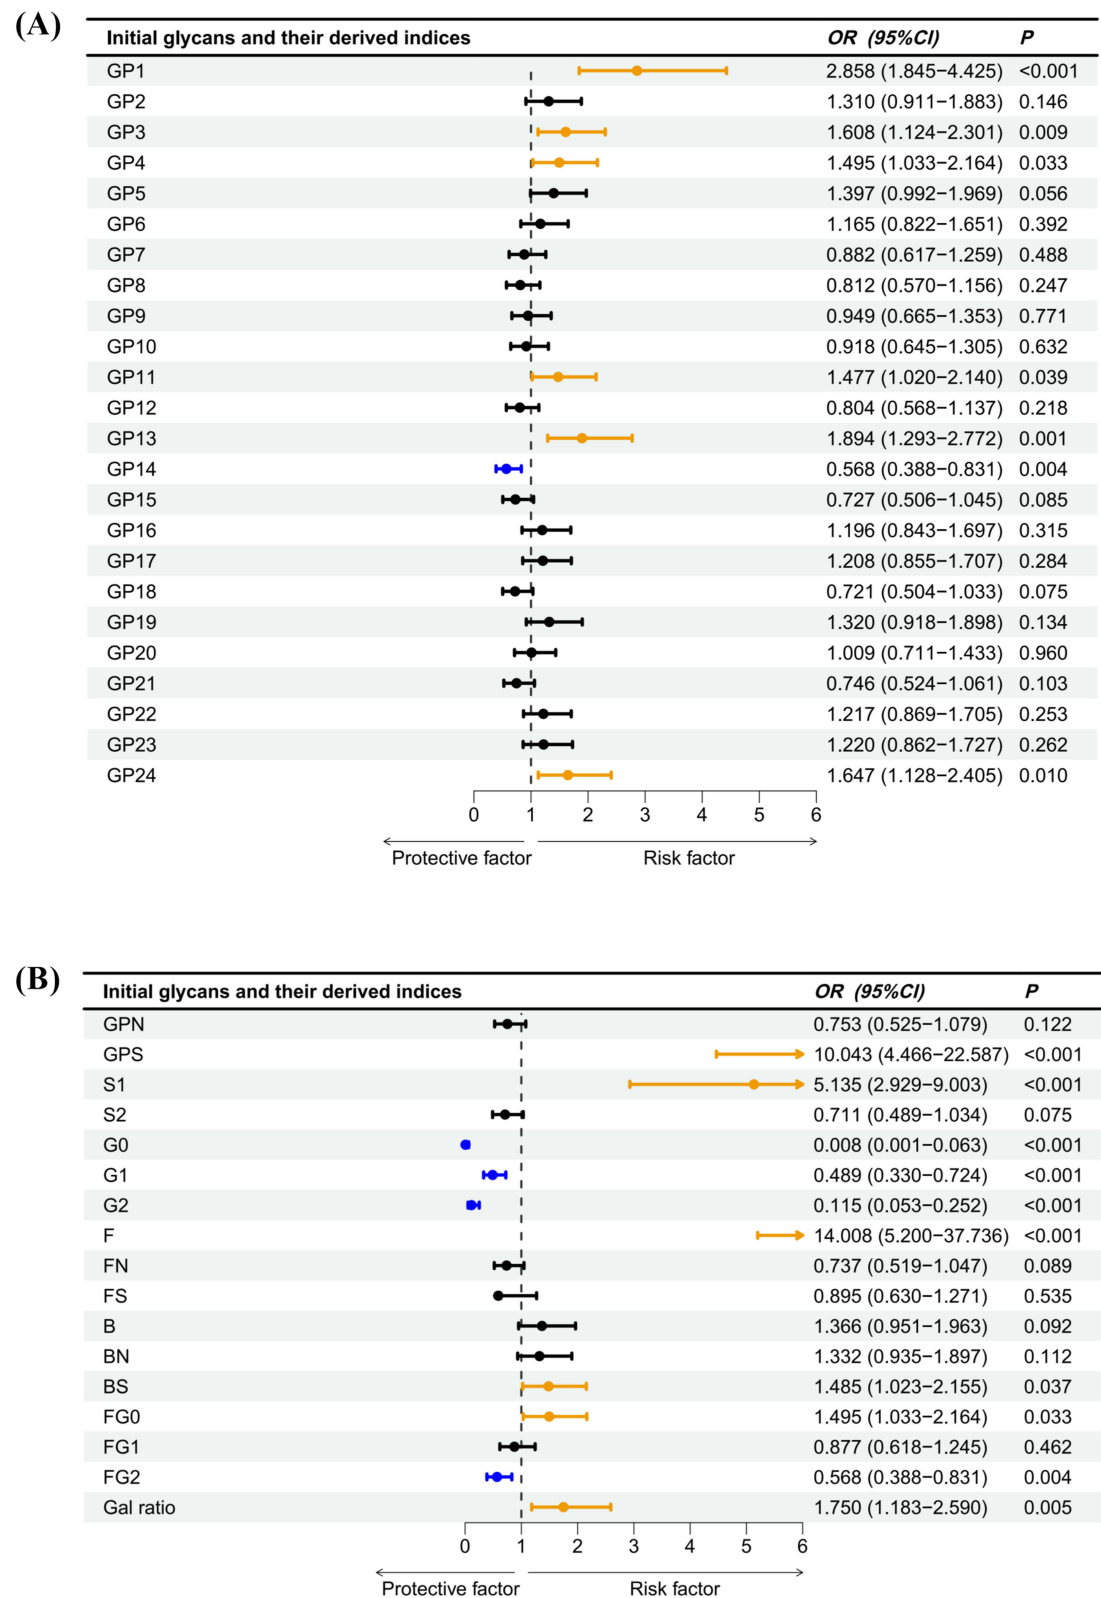 (A)
Initial glycans and their derived indices OR (95%CI) P
GP1 2.858 (1.845−4.425) <0.001
GP2 1.310 (0.911−1.883) 0.146
GP3 1.608 (1.124−2.301) 0.009
GP4 1.495 (1.033−2.164) 0.033
GP5 1.397 (0.992−1.969) 0.056
GP6 1.165 (0.822−1.651) 0.392
GP7 0.882 (0.617−1.259) 0.488
GP8 0.812 (0.570−1.156) 0.247
GP9 0.949 (0.665−1.353) 0.771
GP10 0.918 (0.645−1.305) 0.632
GP11 1.477 (1.020−2.140) 0.039
GP12 0.804 (0.568−1.137) 0.218
GP13 1.894 (1.293−2.772) 0.001
GP14 0.568 (0.388−0.831) 0.004
GP15 0.727 (0.506−1.045) 0.085
GP16 1.196 (0.843−1.697) 0.315
GP17 1.208 (0.855−1.707) 0.284
GP18 0.721 (0.504−1.033) 0.075
GP19 1.320 (0.918−1.898) 0.134
GP20 1.009 (0.711−1.433) 0.960
GP21 0.746 (0.524−1.061) 0.103
GP22 1.217 (0.869−1.705) 0.253
GP23 1.220 (0.862−1.727) 0.262
GP24 1.647 (1.128−2.405) 0.010
0 1 2 3 4 5 6
Protective factor Risk factor
(B)
Initial glycans and their derived indices OR (95%CI) P
GPN 0.753 (0.525−1.079) 0.122
GPS 10.043 (4.466−22.587) <0.001
S1 5.135 (2.929−9.003) <0.001
S2 0.711 (0.489−1.034) 0.075
G0 0.008 (0.001−0.063) <0.001
G1 0.489 (0.330−0.724) <0.001
G2 0.115 (0.053−0.252) <0.001
F 14.008 (5.200−37.736) <0.001
FN 0.737 (0.519−1.047) 0.089
FS 0.895 (0.630−1.271) 0.535
B 1.366 (0.951−1.963) 0.092
BN 1.332 (0.935−1.897) 0.112
BS 1.485 (1.023−2.155) 0.037
FG0 1.495 (1.033−2.164) 0.033
FG1 0.877 (0.618−1.245) 0.462
FG2 0.568 (0.388−0.831) 0.004
Gal ratio 1.750 (1.183−2.590) 0.005
0 1 2 3 4 5 6
Protective factor Risk factor